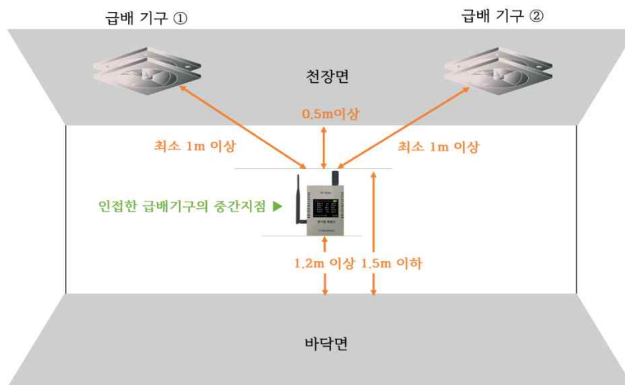 급배 기구 ①
급배 기구 ②
천장면
0.5m이상
최소 1m 이상
최소 1m 이상
인접한 급배기구의 중간지점 ▶
1.2m 이상
1.5m 이하
바닥면